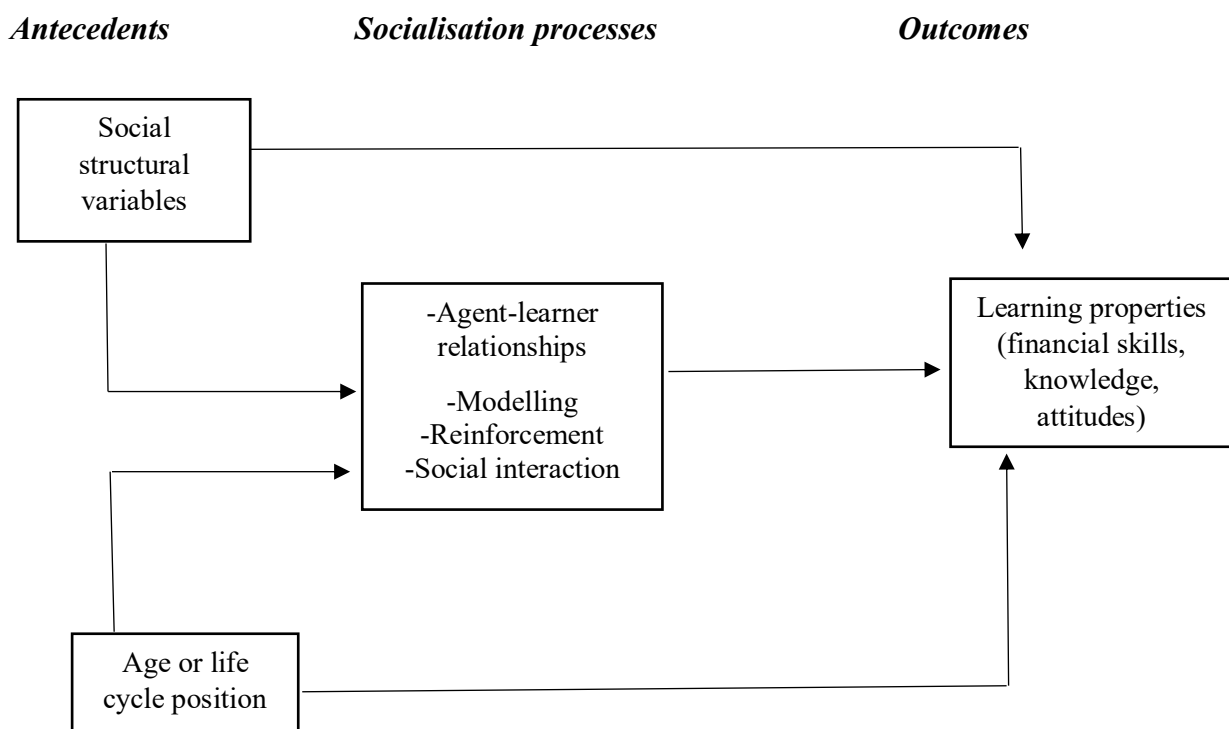 Antecedents Socialisation processes Outcomes
Social
structural
variables
-Agent-learner
relationships
-Modelling
-Reinforcement
-Social interaction
Learning properties
(financial skills,
knowledge,
attitudes)
Age or life
cycle position